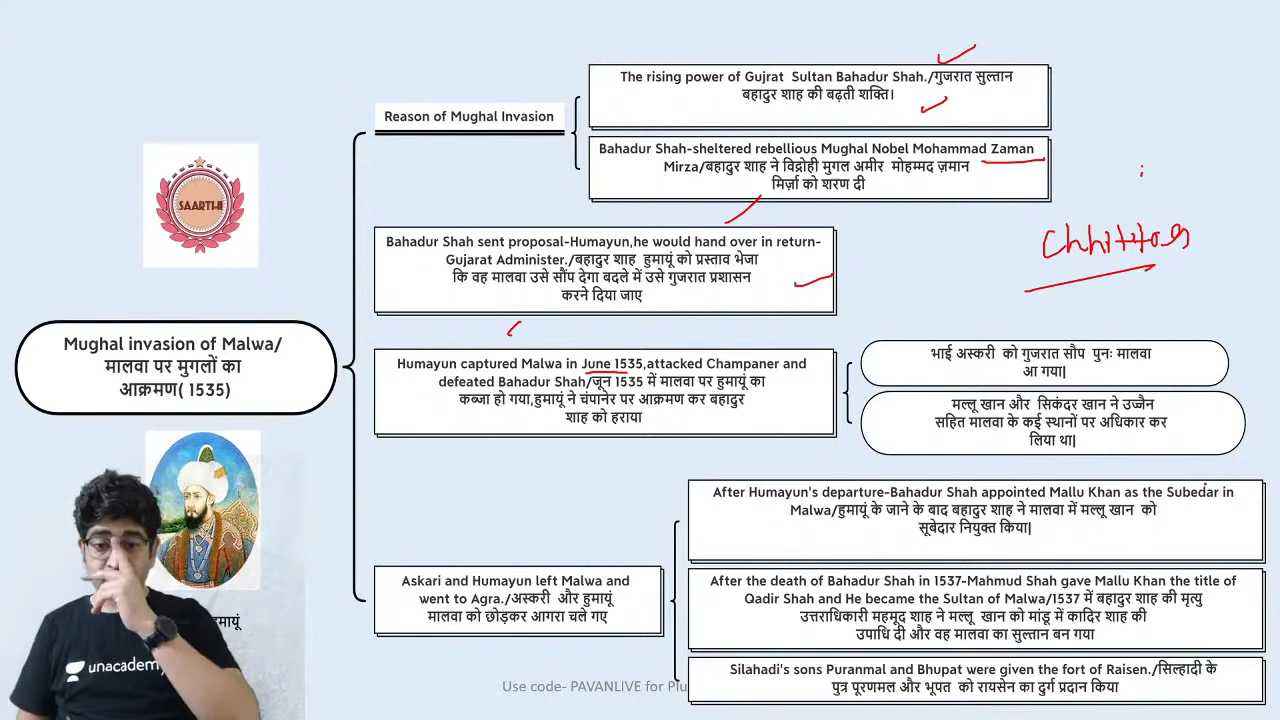 SAARTHI
Mughal invasion of Malwa/
मालवा पर मुगलों का
आक्रमण( 1535)
Reason of Mughal Invasion
The rising power of Gujrat Sultan Bahadur Shah./गुजरात सुल्तान
बहादुर शाह की बढ़ती शक्ति।
Bahadur Shah-sheltered rebellious Mughal Nobel Mohammad Zaman
Mirza/बहादुर शाह ने विद्रोही मुगल अमीर मोहम्मद ज़मान
मिर्ज़ा को शरण दी
Bahadur Shah sent proposal-Humayun,he would hand over in return-
Gujarat Administer./बहादुर शाह हुमायूं को प्रस्ताव भेजा
कि वह मालवा उसे सौंप देगा बदले में उसे गुजरात प्रशासन
करने दिया जाए
Chhittos
Humayun captured Malwa in June 1535,attacked Champaner and
defeated Bahadur Shah/जून 1535 में मालवा पर हुमायूं का
कब्जा हो गया,हुमायूं ने चंपानेर पर आक्रमण कर बहादुर
शाह को हराया
भाई अस्करी को गुजरात सौप पुनः मालवा
आ गया|
मल्लू खान और सिकंदर खान ने उज्जैन
सहित मालवा के कई स्थानों पर अधिकार कर
लिया था|
Askari and Humayun left Malwa and
went to Agra./अस्करी और हुमायूं
मालवा को छोड़कर आगरा चले गए
After Humayun's departure-Bahadur Shah appointed Mallu Khan as the Subedar in
Malwa/हुमायूं के जाने के बाद बहादुर शाह ने मालवा में मल्लू खान को
सूबेदार नियुक्त किया|
After the death of Bahadur Shah in 1537-Mahmud Shah gave Mallu Khan the title of
Qadir Shah and He became the Sultan of Malwa/1537 में बहादुर शाह की मृत्यु
उत्तराधिकारी महमूद शाह ने मल्लू खान को मांडू में कादिर शाह की
उपाधि दी और वह मालवा का सुल्तान बन गया
Silahadi's sons Puranmal and Bhupat were given the fort of Raisen./सिल्हादी के
पुत्र पूरणमल और भूपत को रायसेन का दुर्ग प्रदान किया
unacademy
Use code- PAVANLIVE for Plu